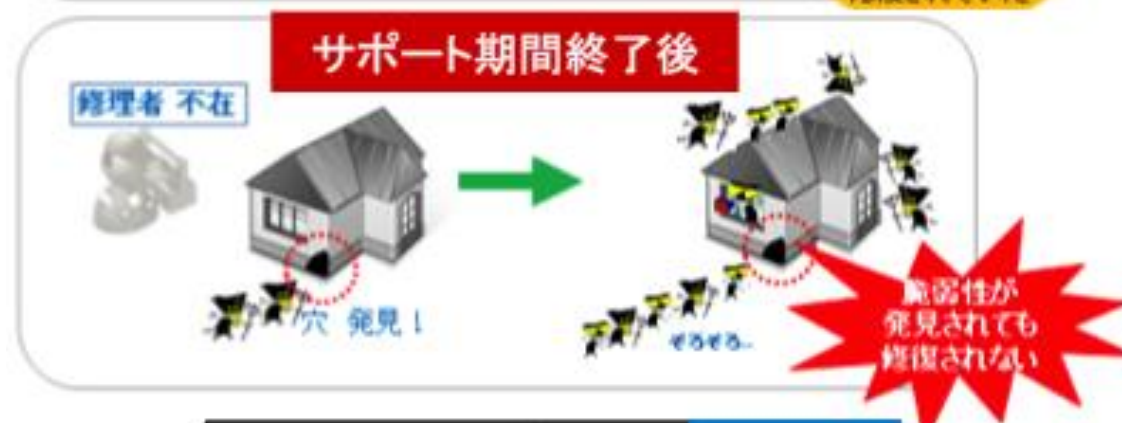 サポート期間終了後
修理者 不在
穴 発見！
ぞろぞろ..
脆弱性が
発見されても
修復されない